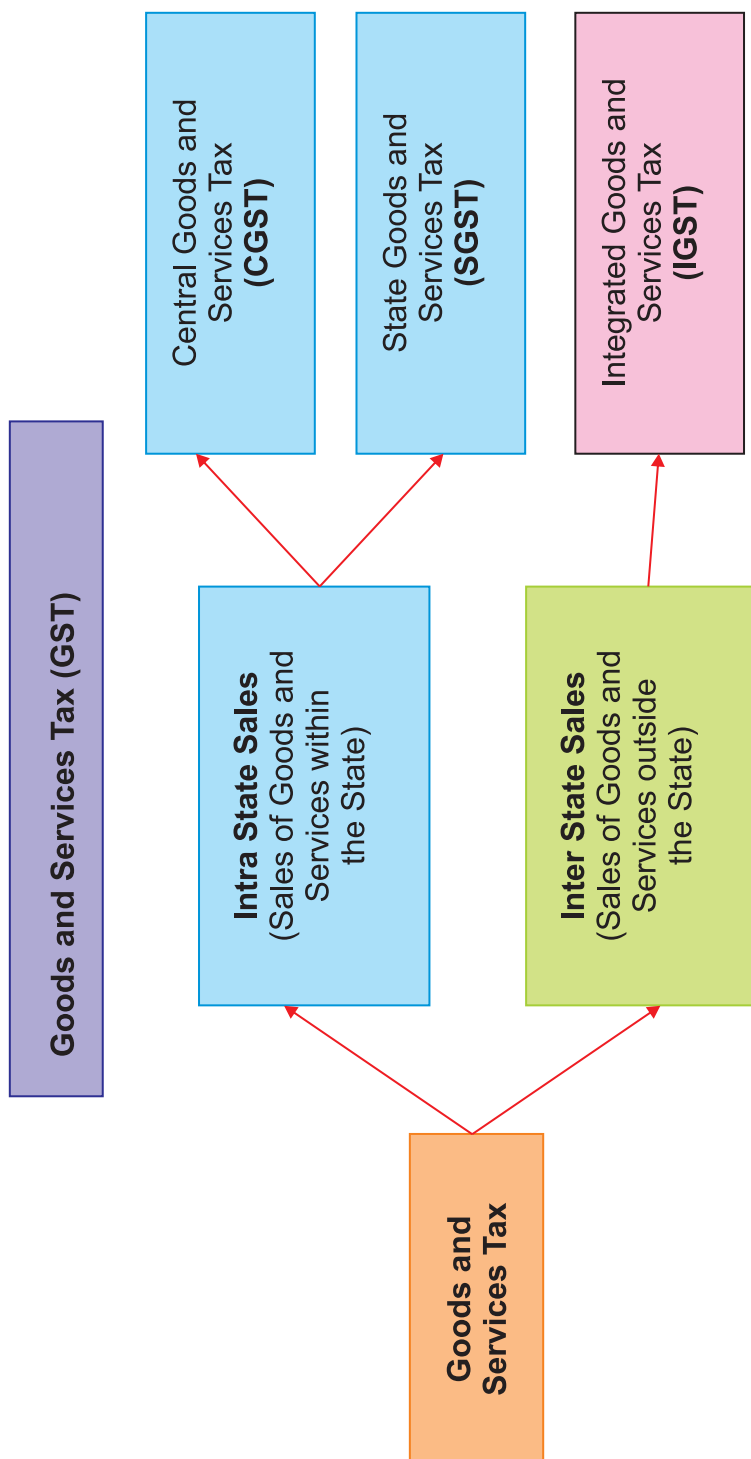 Goods and Services Tax (GST)
Goods and
Services Tax
Intra State Sales
(Sales of Goods and
Services within
the State)
Inter State Sales
(Sales of Goods and
Services outside
the State)
Central Goods and
Services Tax
(CGST)
State Goods and
Services Tax
(SGST)
Integrated Goods and
Services Tax
(IGST)